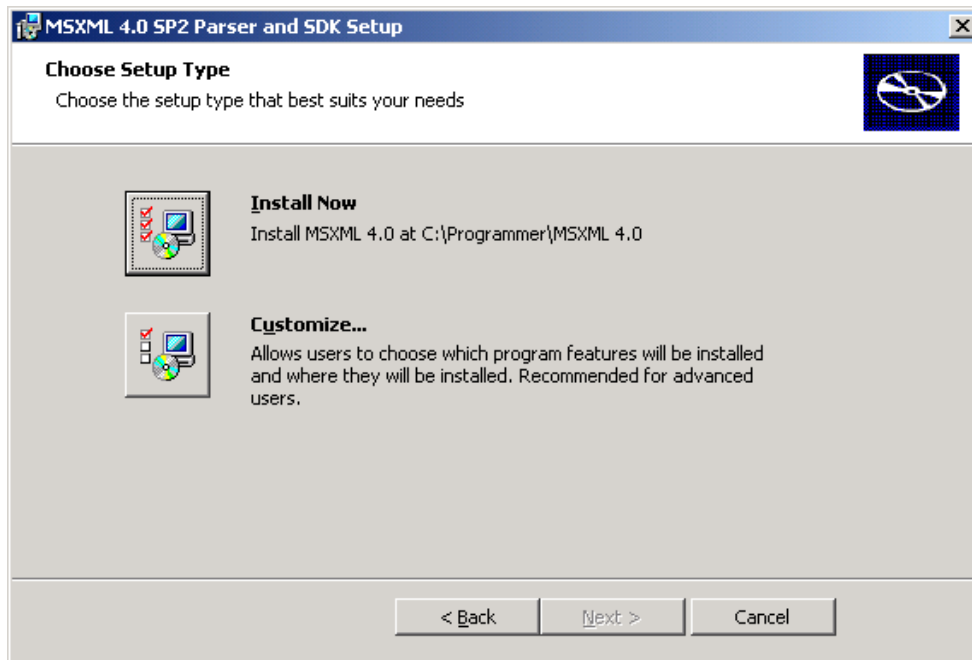 MSXML 4.0 SP2 Parser and SDK Setup
Choose Setup Type
Choose the setup type that best suits your needs
Install Now
Install MSXML 4.0 at C:\Programmer\MSXML 4.0
Customize...
Allows users to choose which program features will be installed
and where they will be installed. Recommended for advanced
users.
< Back
Next >
Cancel